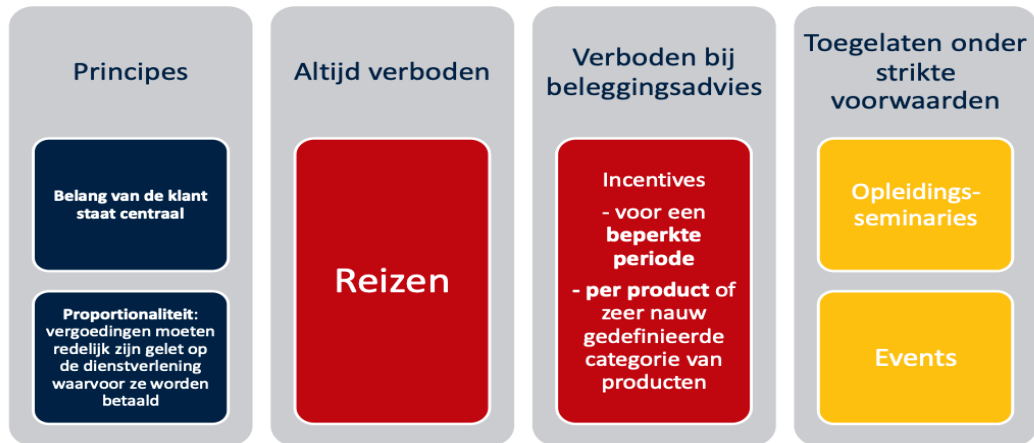 Principes
Belang van de klant
staat centraal
Proportionaliteit:
vergoedingen moeten
redelijk zijn gelet op
de dienstverlening
waarvoor ze worden
betaald
Altijd verboden
Reizen
Verboden bij
beleggingsadvies
Incentives
- voor een
beperkte
periode
- per product of
zeer nauw
gedefinieerde
categorie van
producten
Toegelaten onder
strikte
voorwaarden
Opleidings-
seminaries
Events